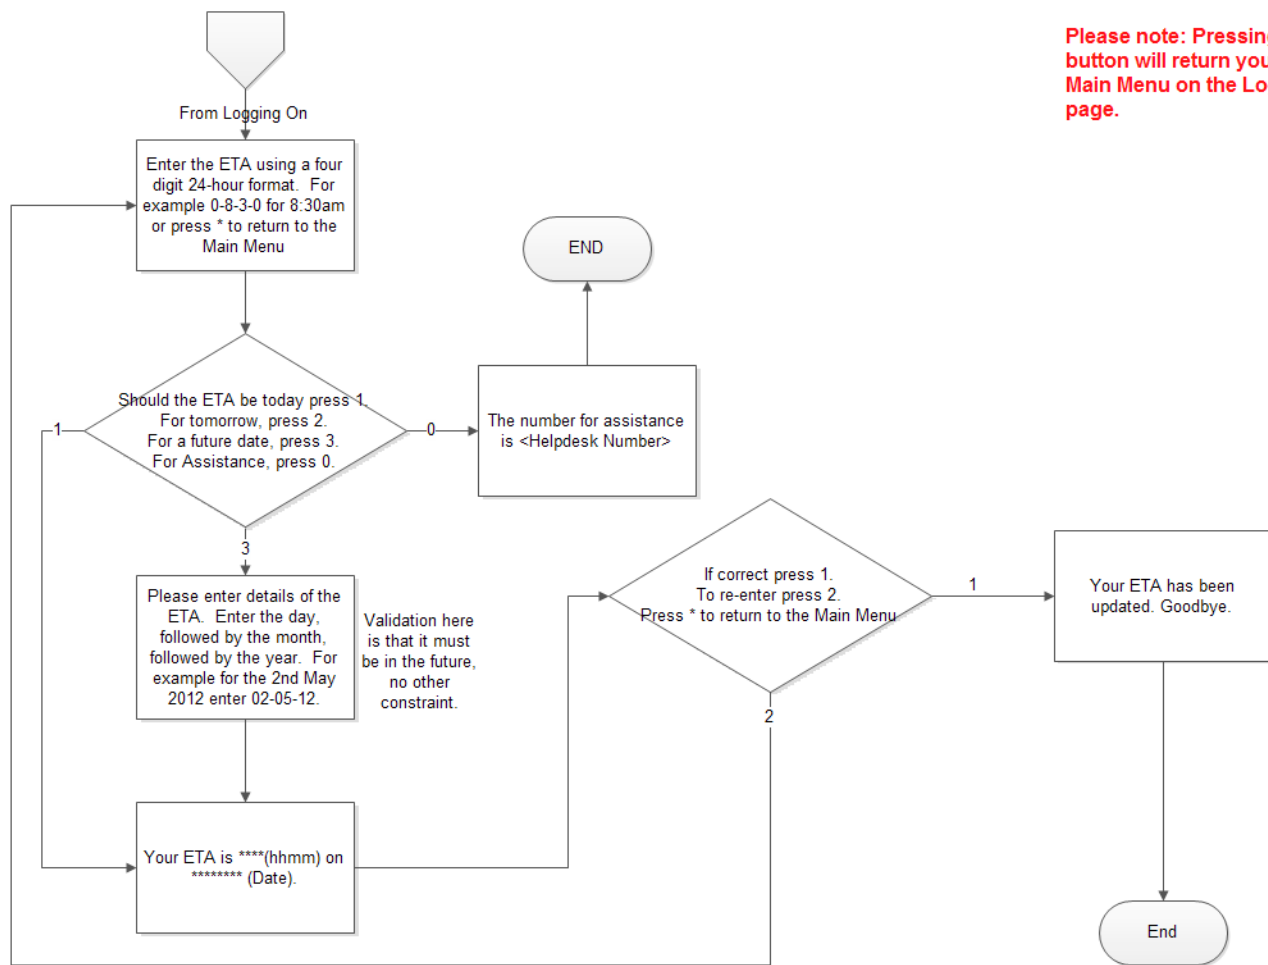 Please note: Pressing
button will return you
Main Menu on the Lo
page.
From Logging On
Enter the ETA using a four
digit 24-hour format.  For
example 0-8-3-0 for 8:30am
or press * to return to the
Main Menu
END
Should the ETA be today press 1.
For tomorrow, press 2.
For a future date, press 3.
For Assistance, press 0.
1
0
3
The number for assistance
is <Helpdesk Number>
Please enter details of the
ETA.  Enter the day,
followed by the month,
followed by the year.  For
example for the 2nd May
2012 enter 02-05-12.
Validation here
is that it must
be in the future,
no other
constraint.
If correct press 1.
To re-enter press 2.
Press * to return to the Main Menu
1
2
Your ETA has been
updated. Goodbye.
Your ETA is ****(hhmm) on
******** (Date).
End